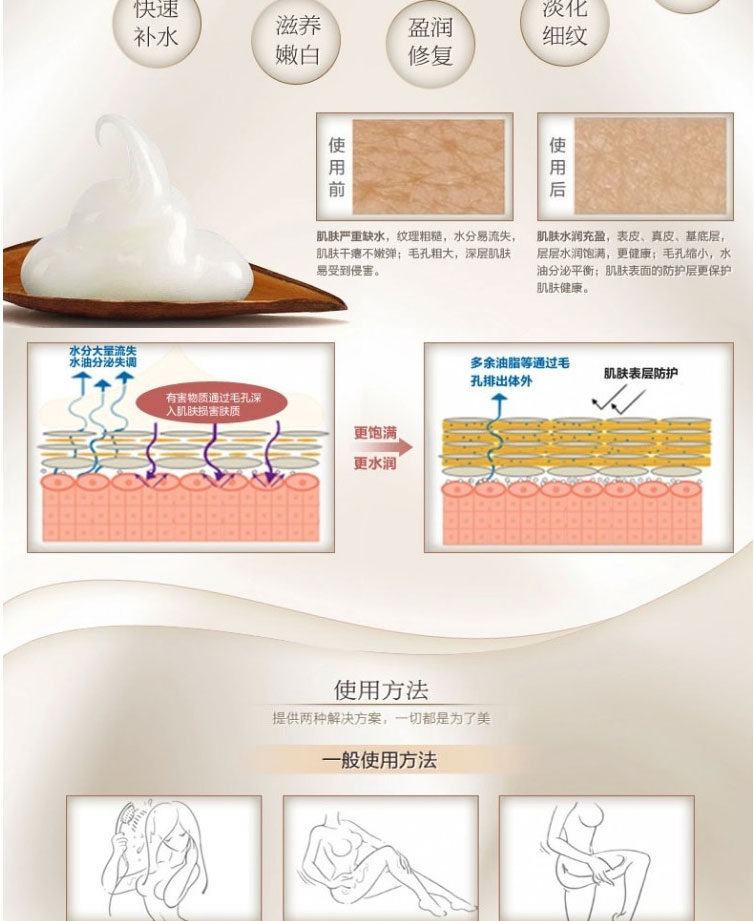 快速
补水
滋养
嫩白
盈润
修复
淡化
细纹
使
用
前
使
用
后
肌肤严重缺水，纹理粗糙，水分易流失，
肌肤干瘪不嫩弹；毛孔粗大，深层肌肤
易受到侵害。
肌肤水润充盈，表皮、真皮、基底层，
层层水润饱满，更健康；毛孔缩小，水
油分泌平衡；肌肤表面的防护层更保护
肌肤健康。
水分大量流失
水油分泌失调
有害物质通过毛孔深
入肌肤损害肤质
更饱满
更水润
多余油脂等通过毛
孔排出体外
肌肤表层防护
使用方法
提供两种解决方案，一切都是为了美
一般使用方法